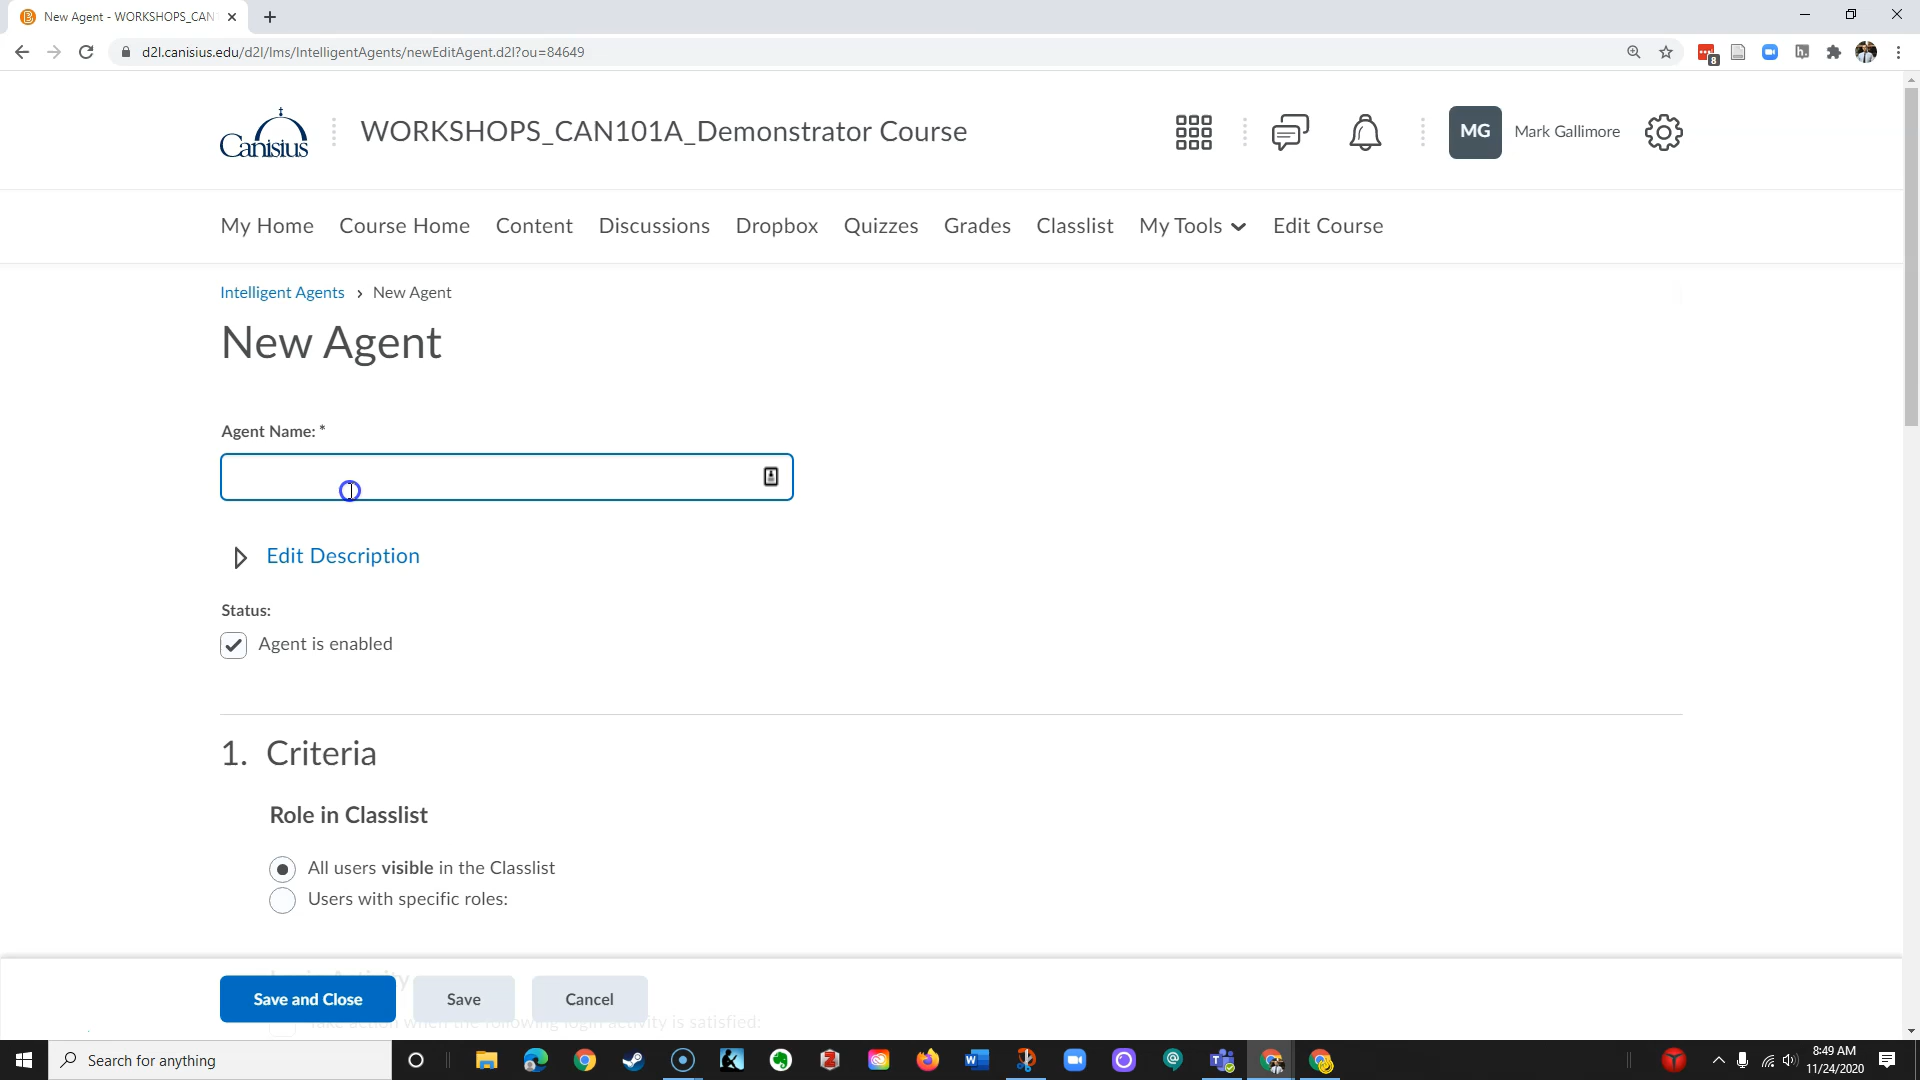 New Agent - WORKSHOPS_CAN
d2l.canisius.edu/d2l/lms/IntelligentAgents/newEditAgent.d2l?ou=84649
8
Canisius
WORKSHOPS_CAN101A_Demonstrator Course
MG
Mark Gallimore
My Home
Course Home
Content
Discussions
Dropbox
Quizzes
Grades
Classlist
My Tools
Edit Course
Intelligent Agents › New Agent
New Agent
Agent Name: *
Edit Description
Status:
Agent is enabled
1. Criteria
Role in Classlist
All users visible in the Classlist
Users with specific roles:
Save and Close
Save
Cancel
Take action when the following login activity is satisfied:
Search for anything
8:49 AM
11/24/2020